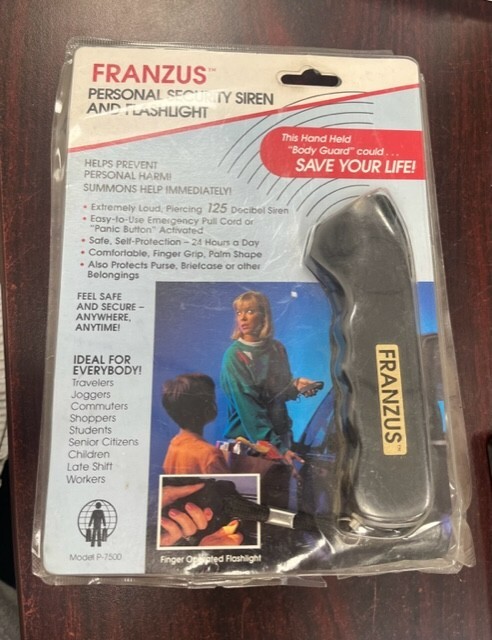 FRANZUS™
PERSONAL SECURITY SIREN
AND FLASHLIGHT
This Hand Held
"Body Guard" could...
SAVE YOUR LIFE!
HELPS PREVENT
PERSONAL HARM!
SUMMONS HELP IMMEDIATELY!
• Extremely Loud, Piercing 125 Decibel Siren
• Easy-to-Use Emergency Pull Cord or
"Panic Button" Activated
• Safe, Self-Protection – 24 Hours a Day
• Comfortable, Finger Grip, Palm Shape
• Also Protects Purse, Briefcase or other
Belongings
FEEL SAFE
AND SECURE –
ANYWHERE,
ANYTIME!
IDEAL FOR
EVERYBODY!
Travelers
Joggers
Commuters
Shoppers
Students
Senior Citizens
Children
Late Shift
Workers
Model P-7500
Finger Operated Flashlight
FRANZUS™